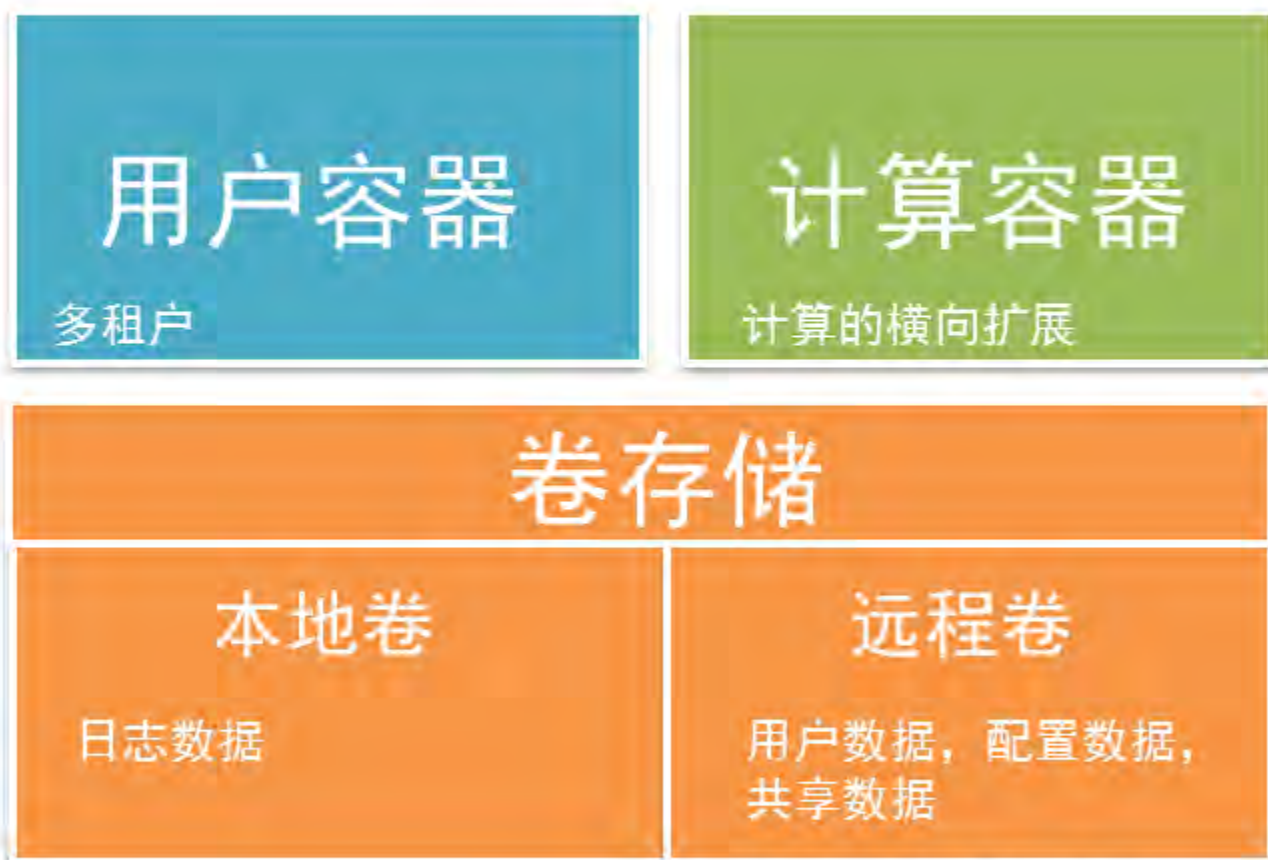 用户容器
多租户
计算容器
计算的横向扩展
卷存储
本地卷
日志数据
远程卷
用户数据，配置数据，
共享数据